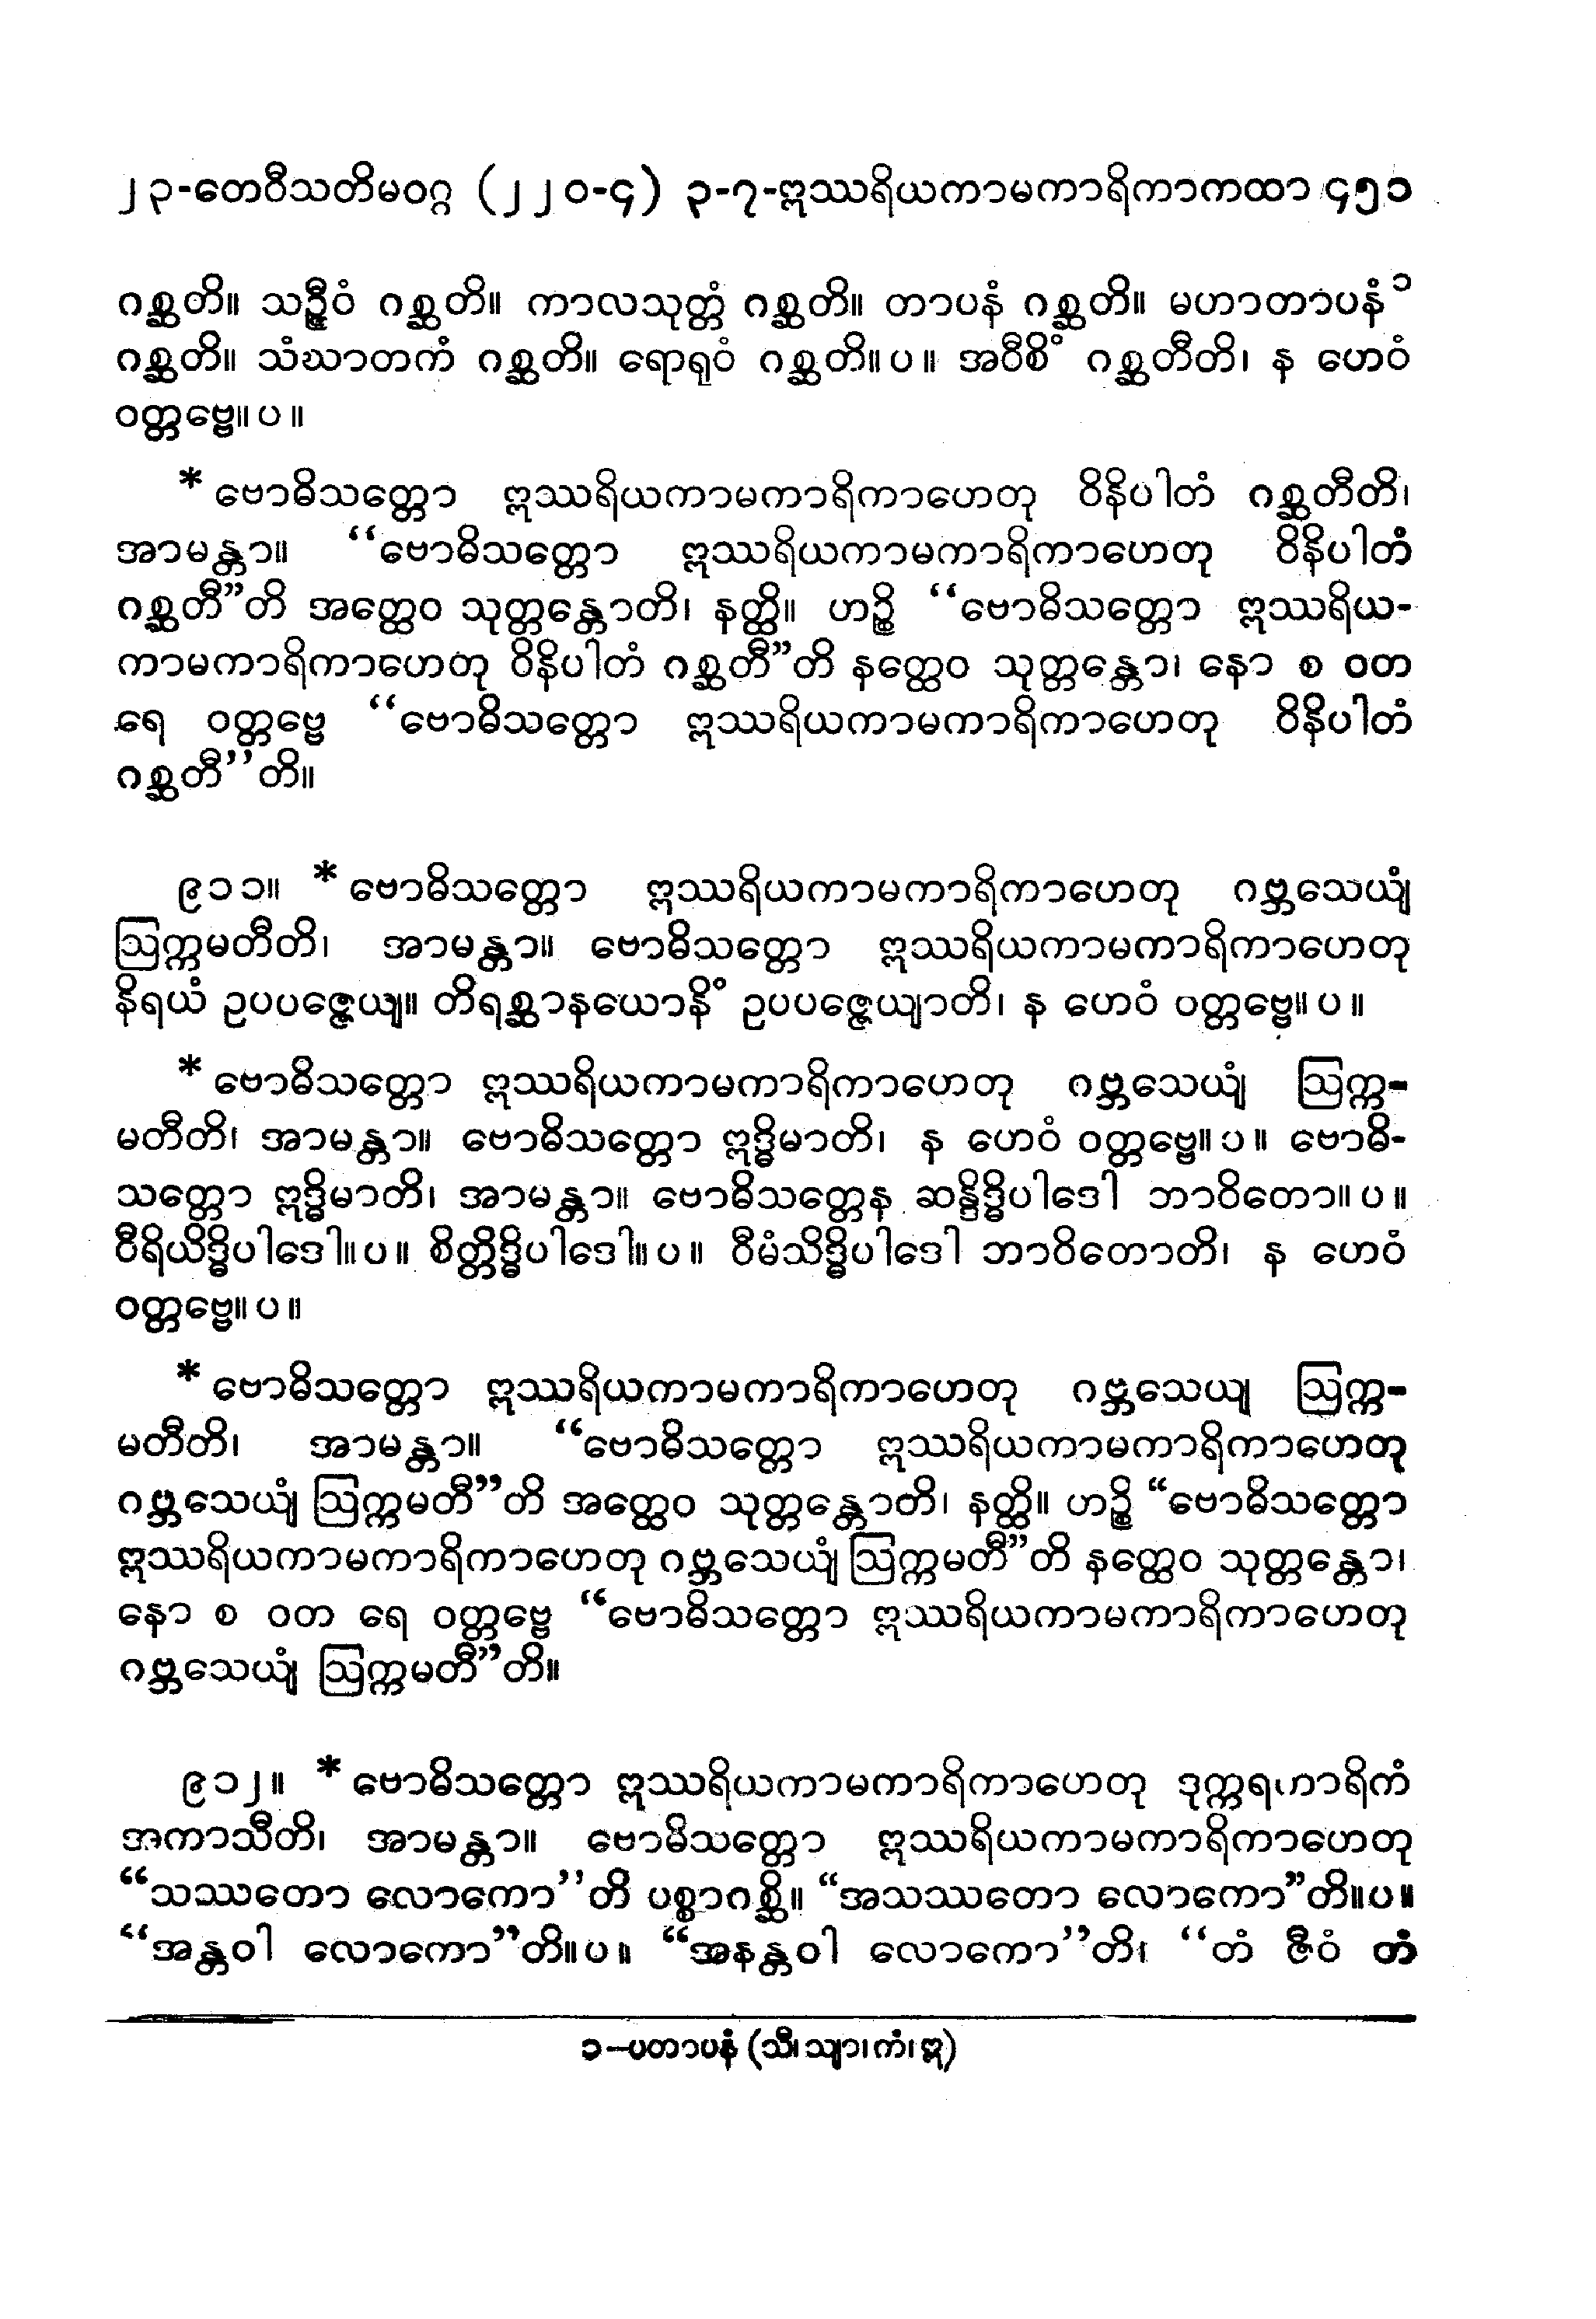 ၂၃-တေဝီသတိမဝဂ္ဂ (၂၂၀-၄) ၃-၇-ဣဿရိယကာမကာရိကာကထာ ၄၅၁
ဂစ္ဆတိ။ သဉ္ဇီဝံ ဂစ္ဆတိ။ ကာလသုတ္တံ ဂစ္ဆတိ။ တာပနံ ဂစ္ဆတိ။ မဟာတာပနံ၁
ဂစ္ဆတိ။ သံဃာတကံ ဂစ္ဆတိ။ ရောရုဝံ ဂစ္ဆတိ။ပ။ အဝီစိံ ဂစ္ဆတီတိ၊ န ဟေဝံ
ဝတ္တဗ္ဗေ။ပ။
* ဗောဓိသတ္တော ဣဿရိယကာမကာရိကာဟေတု ဝိနိပါတံ ဂစ္ဆတီတိ၊
အာမန္တာ။ “ဗောဓိသတ္တော ဣဿရိယကာမကာရိကာဟေတု ဝိနိပါတံ
ဂစ္ဆတီ”တိ အတ္ထေဝ သုတ္တန္တောတိ၊ နတ္ထိ။ ဟဉ္စိ “ဗောဓိသတ္တော ဣဿရိယ-
ကာမကာရိကာဟေတု ဝိနိပါတံ ဂစ္ဆတီ”တိ နတ္ထေဝ သုတ္တန္တော၊ နော စ ဝတ
ရေ ဝတ္တဗ္ဗေ “ဗောဓိသတ္တော ဣဿရိယကာမကာရိကာဟေတု ဝိနိပါတံ
ဂစ္ဆတီ”တိ။
၉၁၁။ * ဗောဓိသတ္တော ဣဿရိယကာမကာရိကာဟေတု ဂဗ္ဘသေယျံ
ဩက္ကမတီတိ၊ အာမန္တာ။ ဗောဓိသတ္တော ဣဿရိယကာမကာရိကာဟေတု
နိရယံ ဥပပဇ္ဇေယျ။ တိရစ္ဆာနယောနိံ ဥပပဇ္ဇေယျာတိ၊ န ဟေဝံ ဝတ္တဗ္ဗေ။ပ။
* ဗောဓိသတ္တော ဣဿရိယကာမကာရိကာဟေတု ဂဗ္ဘသေယျံ ဩက္က-
မတီတိ၊ အာမန္တာ။ ဗောဓိသတ္တော ဣဒ္ဓိမာတိ၊ န ဟေဝံ ဝတ္တဗ္ဗေ။ပ။ ဗောဓိ-
သတ္တော ဣဒ္ဓိမာတိ၊ အာမန္တာ။ ဗောဓိသတ္တေန ဆန္ဒိဒ္ဓိပါဒေါ ဘာဝိတော။ပ။
ဝီရိယိဒ္ဓိပါဒေါ။ပ။ စိတ္တိဒ္ဓိပါဒေါ။ပ။ ဝီမံသိဒ္ဓိပါဒေါ ဘာဝိတောတိ၊ န ဟေဝံ
ဝတ္တဗ္ဗေ။ပ။
* ဗောဓိသတ္တော ဣဿရိယကာမကာရိကာဟေတု ဂဗ္ဘသေယျ ဩက္က-
မတီတိ၊ အာမန္တာ။ “ဗောဓိသတ္တော ဣဿရိယကာမကာရိကာဟေတု
ဂဗ္ဘသေယျံ ဩက္ကမတီ”တိ အတ္ထေဝ သုတ္တန္တောတိ၊ နတ္ထိ။ ဟဉ္စိ “ဗောဓိသတ္တော
ဣဿရိယကာမကာရိကာဟေတု ဂဗ္ဘသေယျံ ဩက္ကမတီ”တိ နတ္ထေဝ သုတ္တန္တော၊
နော စ ဝတ ရေ ဝတ္တဗ္ဗေ “ဗောဓိသတ္တော ဣဿရိယကာမကာရိကာဟေတု
ဂဗ္ဘသေယျံ ဩက္ကမတီ”တိ။
၉၁၂။ * ဗောဓိသတ္တော ဣဿရိယကာမကာရိကာဟေတု ဒုက္ကရကာရိကံ
အကာသီတိ၊ အာမန္တာ။ ဗောဓိသတ္တော ဣဿရိယကာမကာရိကာဟေတု
“သဿတော လောကော”တိ ပစ္စာဂစ္ဆိ။ “အသဿတော လောကော”တိ။ပ။
“အန္တဝါ လောကော”တိ။ပ။ “အနန္တဝါ လောကော”တိ၊ “တံ ဇီဝံ တံ
၁-ပတာပနံ (သီ၊ သျာ၊ ကံ၊ ဣ)